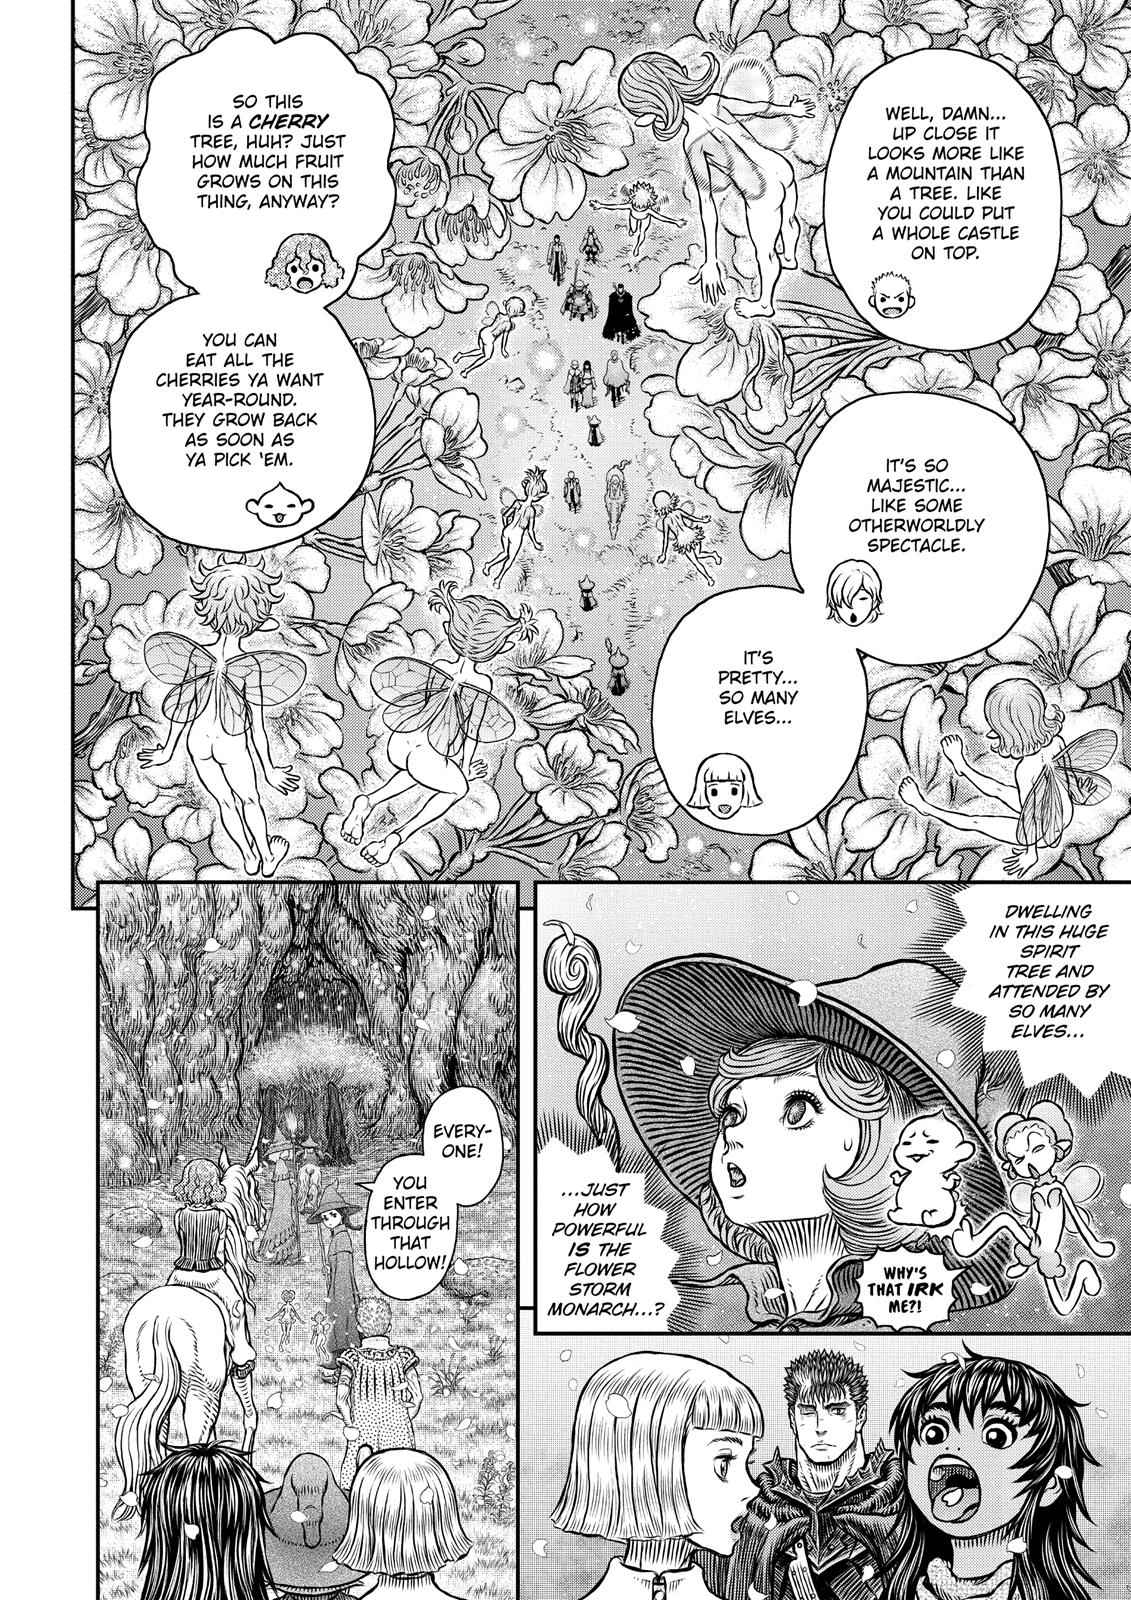 WELL, DAMN...
UP CLOSE IT
LOOKS MORE LIKE
A MOUNTAIN THAN
A TREE. LIKE
YOU COULD PUT
A WHOLE CASTLE
ON TOP.
SO THIS
IS A CHERRY
TREE, HUH? JUST
HOW MUCH FRUIT
GROWS ON THIS
THING, ANYWAY?
YOU CAN
EAT ALL THE
CHERRIES YA WANT
YEAR-ROUND.
THEY GROW BACK
AS SOON AS
YA PICK 'EM.
IT'S SO
MAJESTIC...
LIKE SOME
OTHERWORLDLY
SPECTACLE.
IT'S
PRETTY...
SO MANY
ELVES...
DWELLING
IN THIS HUGE
SPIRIT
TREE AND
ATTENDED BY
SO MANY
ELVES...
...JUST
HOW
POWERFUL
IS THE
FLOWER
STORM
MONARCH...?
WHY'S
THAT IRK
ME?!
EVERY-
ONE!
YOU
ENTER
THROUGH
THAT
HOLLOW!